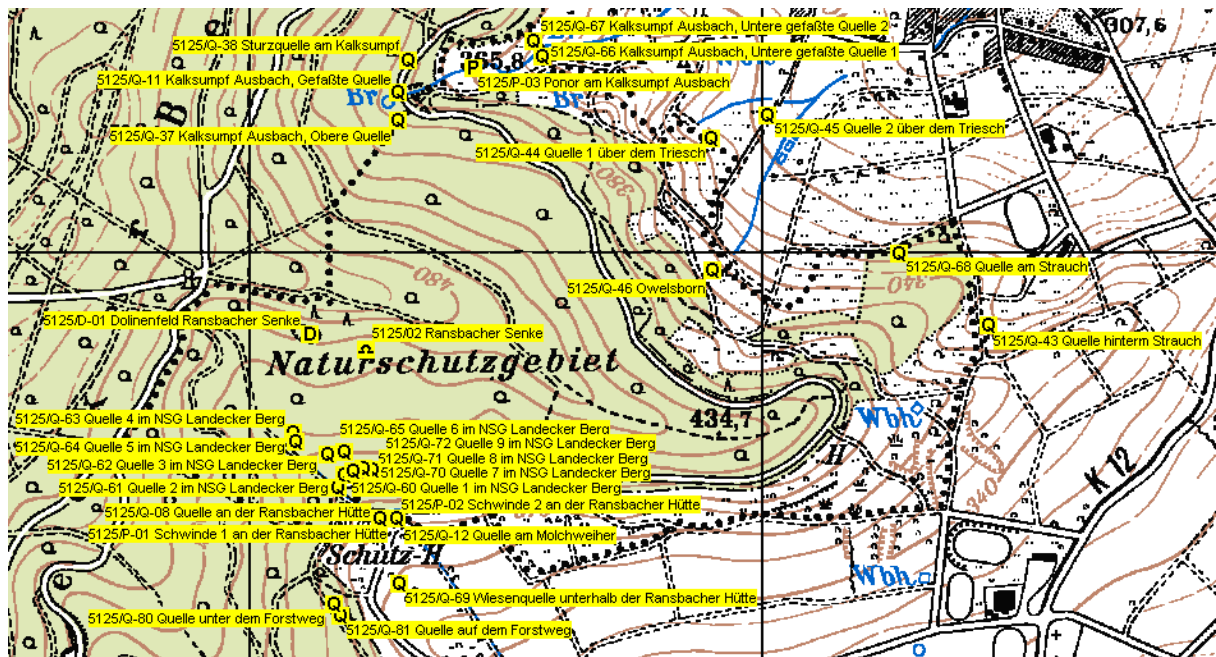 5125/Q-67 Kalksumpf Ausbach, Untere gefaßte Quelle 2
307,6
5125/Q-38 Sturzquelle am Kalksumpf
5125/Q-66 Kalksumpf Ausbach, Untere gefaßte Quelle 1
365,8
5125/Q-11 Kalksumpf Ausbach, Gefaßte Quelle
5125/P-03 Ponor am Kalksumpf Ausbach
Br
Br
B
5125/Q-37 Kalksumpf Ausbach, Obere Quelle
5125/Q-45 Quelle 2 über dem Triesch
5125/Q-44 Quelle 1 über dem Triesch
380
r
5125/Q-68 Quelle am Strauch
480
340
5125/Q-46 Owelsborn
5125/D-01 Dolinenfeld Ransbacher Senke
5125/02 Ransbacher Senke
5125/Q-43 Quelle hinterm Strauch
Naturschutzgebiet
434,7
Wbh
5125/Q-63 Quelle 4 im NSG Landecker Berg
5125/Q-65 Quelle 6 im NSG Landecker Berg
5125/Q-64 Quelle 5 im NSG Landecker Berg
5125/Q-72 Quelle 9 im NSG Landecker Berg
5125/Q-71 Quelle 8 im NSG Landecker Berg
H
5125/Q-62 Quelle 3 im NSG Landecker Berg
5125/Q-70 Quelle 7 im NSG Landecker Berg
K 12
5125/Q-61 Quelle 2 im NSG Landecker Berg
5125/Q-60 Quelle 1 im NSG Landecker Berg
340
5125/P-02 Schwinde 2 an der Ransbacher Hütte
5125/Q-08 Quelle an der Ransbacher Hütte
5125/P-01 Schwinde 1 an der Ransbacher Hütte
5125/Q-12 Quelle am Molchweiher
Schutz-H
Wbh.
e
5125/Q-69 Wiesenquelle unterhalb der Ransbacher Hütte
5125/Q-80 Quelle unter dem Forstweg
5125/Q-81 Quelle auf dem Forstweg